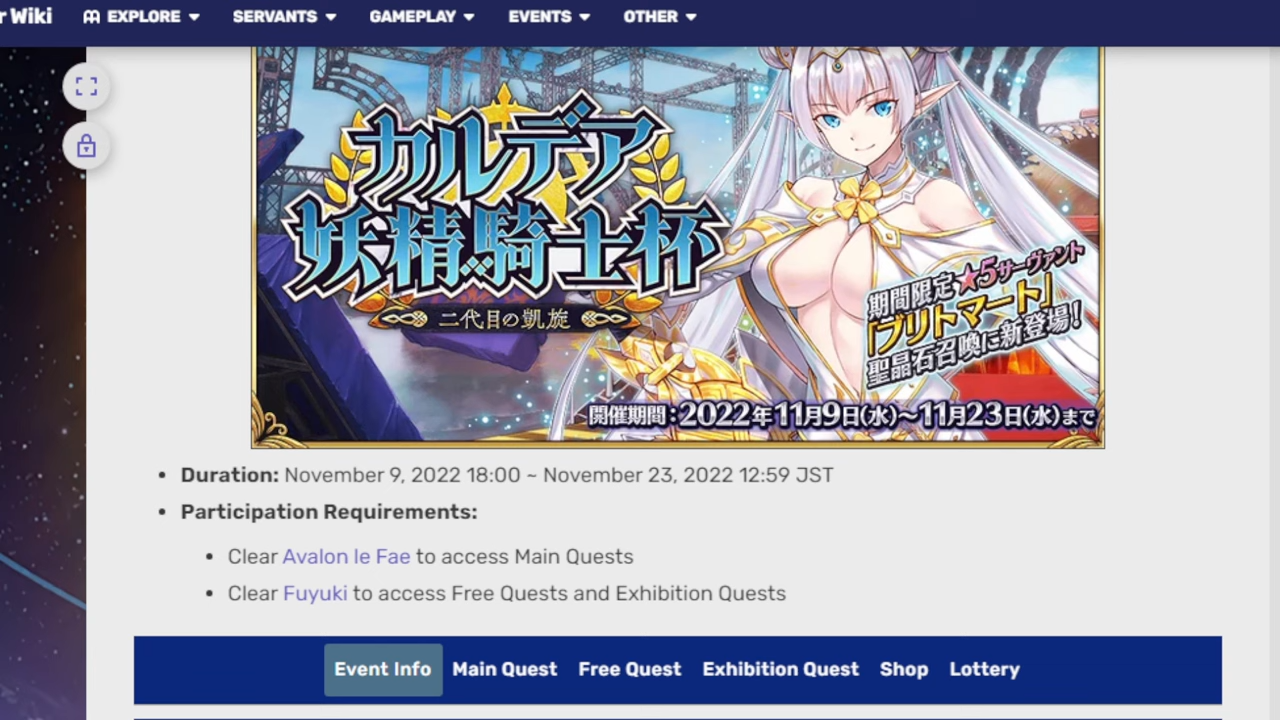 r Wiki EXPLORE SERVANTS GAMEPLAY EVENTS OTHER
カルデア
妖精騎士杯
二代目の凱旋
期間限定★5サーヴァント
「ブリトマート」
聖晶石召喚に新登場!
開催期間:2022年11月9日(水)~11月23日(水)まで
• Duration: November 9, 2022 18:00 ~ November 23, 2022 12:59 JST
• Participation Requirements:
• Clear Avalon le Fae to access Main Quests
• Clear Fuyuki to access Free Quests and Exhibition Quests
Event Info Main Quest Free Quest Exhibition Quest Shop Lottery